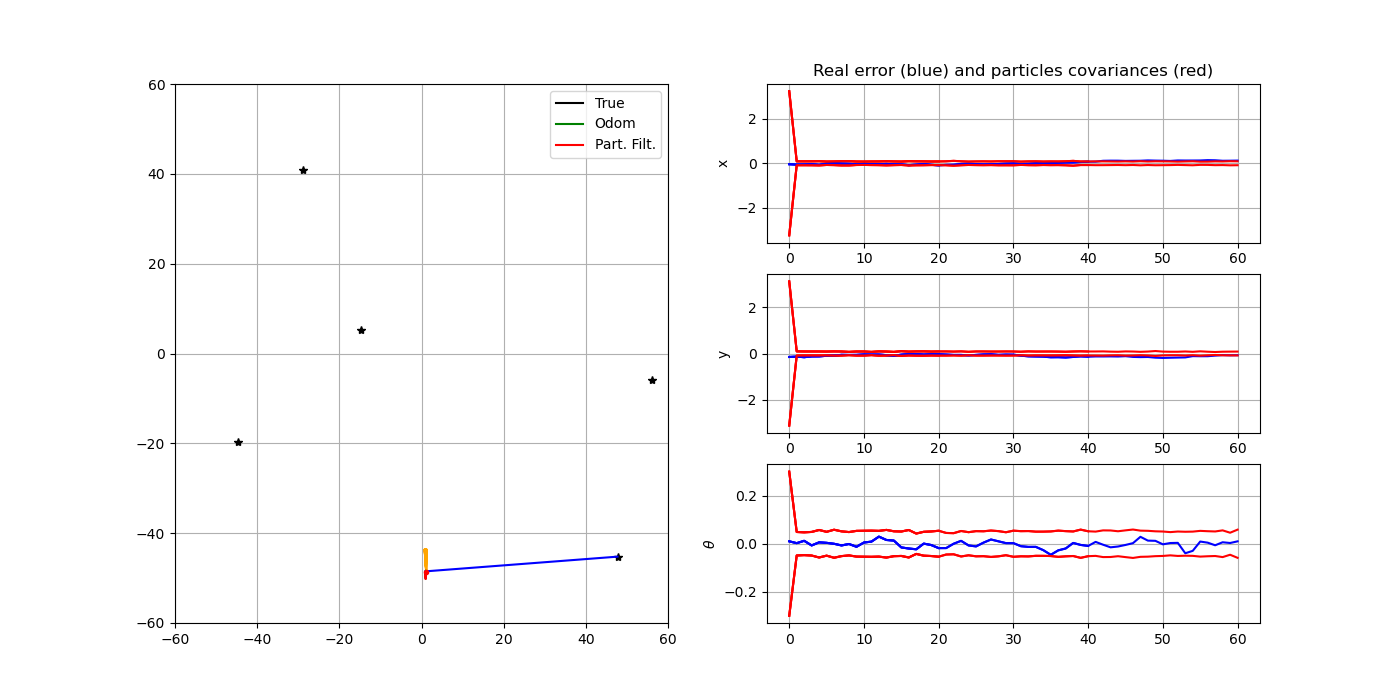 60
40
20
0
−20
−40
−60
−60 −40 −20 0 20 40 60
True
Odom
Part. Filt.
Real error (blue) and particles covariances (red)
x
2
0
−2
0 10 20 30 40 50 60
y
2
0
−2
0 10 20 30 40 50 60
θ
0.2
0.0
−0.2
0 10 20 30 40 50 60